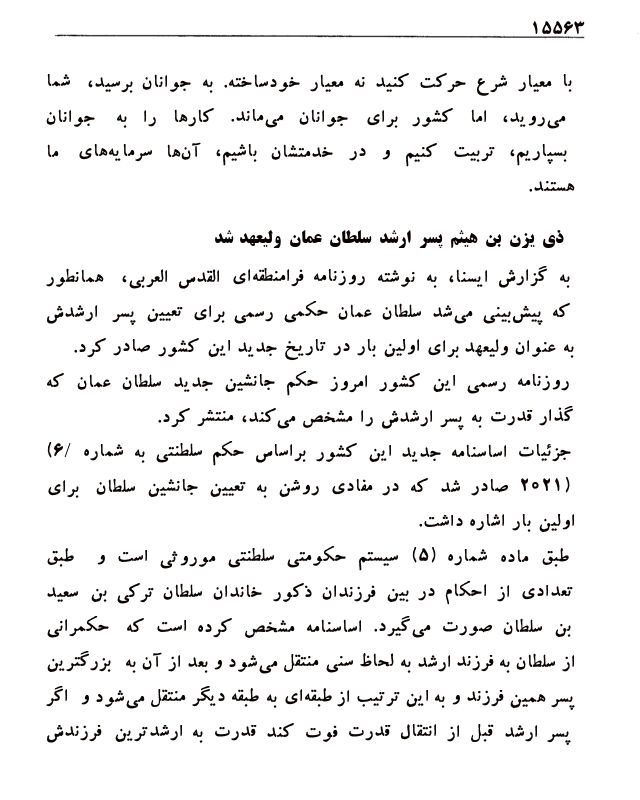 ۱۵۵۶۳
با معیار شرع حرکت کنید نه معیار خودساخته. به جوانان برسید، شما
می‌روید، اما کشور برای جوانان می‌ماند. کارها را به جوانان
بسپاریم، تربیت کنیم و در خدمتشان باشیم، آن‌ها سرمایه‌های ما
هستند.
ذی یزن بن هیثم پسر ارشد سلطان عمان ولیعهد شد
به گزارش ایسنا، به نوشته روزنامه فرامنطقه‌ای القدس العربی، همانطور
که پیش‌بینی می‌شد سلطان عمان حکمی رسمی برای تعیین پسر ارشدش
به عنوان ولیعهد برای اولین بار در تاریخ جدید این کشور صادر کرد.
روزنامه رسمی این کشور امروز حکم جانشین جدید سلطان عمان که
گذار قدرت به پسر ارشدش را مشخص می‌کند، منتشر کرد.
جزئیات اساسنامه جدید این کشور براساس حکم سلطنتی به شماره /۶)
(۲۰۲۱ صادر شد که در مفادی روشن به تعیین جانشین سلطان برای
اولین بار اشاره داشت.
طبق ماده شماره (۵) سیستم حکومتی سلطنتی موروثی است و طبق
تعدادی از احکام در بین فرزندان ذکور خاندان سلطان ترکی بن سعید
بن سلطان صورت می‌گیرد. اساسنامه مشخص کرده است که حکمرانی
از سلطان به فرزند ارشد به لحاظ سنی منتقل می‌شود و بعد از آن به بزرگترین
پسر همین فرزند و به این ترتیب از طبقه‌ای به طبقه دیگر منتقل می‌شود و اگر
پسر ارشد قبل از انتقال قدرت فوت کند قدرت به ارشدترین فرزندش